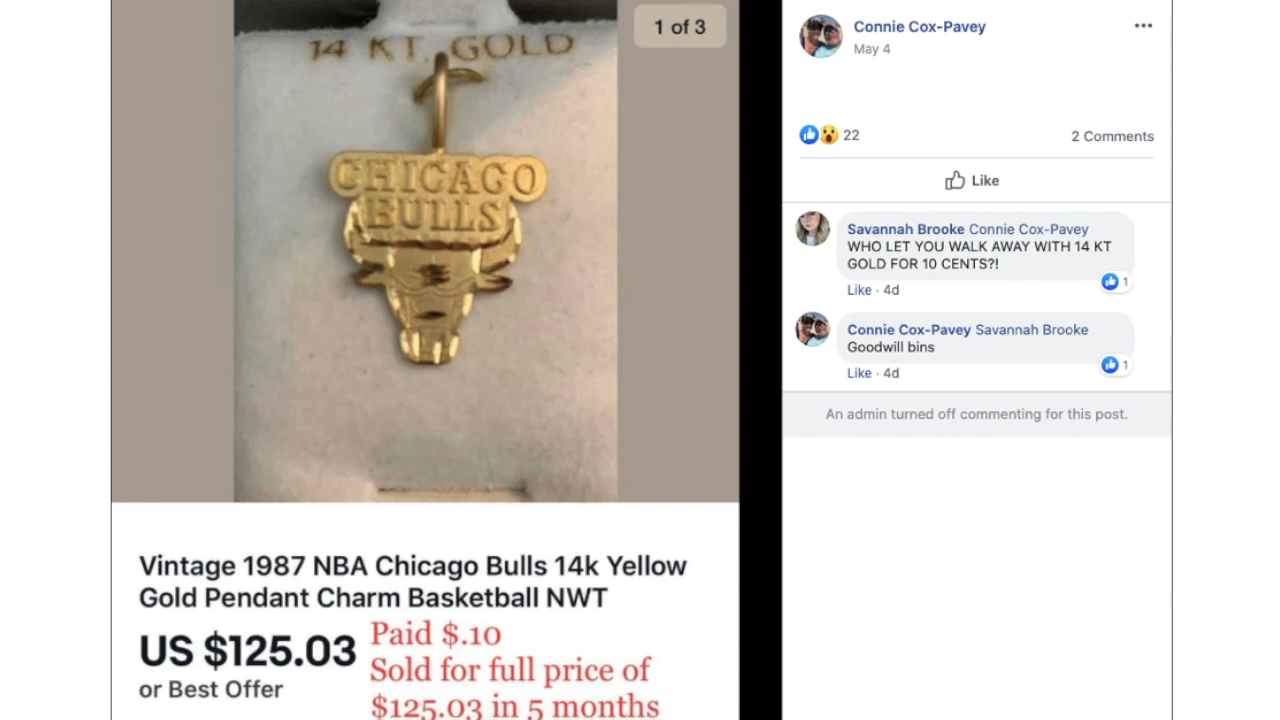 1 of 3
14 KT. GOLD
CHICAGO
BULLS
Vintage 1987 NBA Chicago Bulls 14k Yellow
Gold Pendant Charm Basketball NWT
US $125.03
or Best Offer
Paid $.10
Sold for full price of
$125.03 in 5 months
Connie Cox-Pavey
May 4
22
2 Comments
Like
Savannah Brooke Connie Cox-Pavey
WHO LET YOU WALK AWAY WITH 14 KT
GOLD FOR 10 CENTS?!
1
Like · 4d
Connie Cox-Pavey Savannah Brooke
Goodwill bins
1
Like · 4d
An admin turned off commenting for this post.